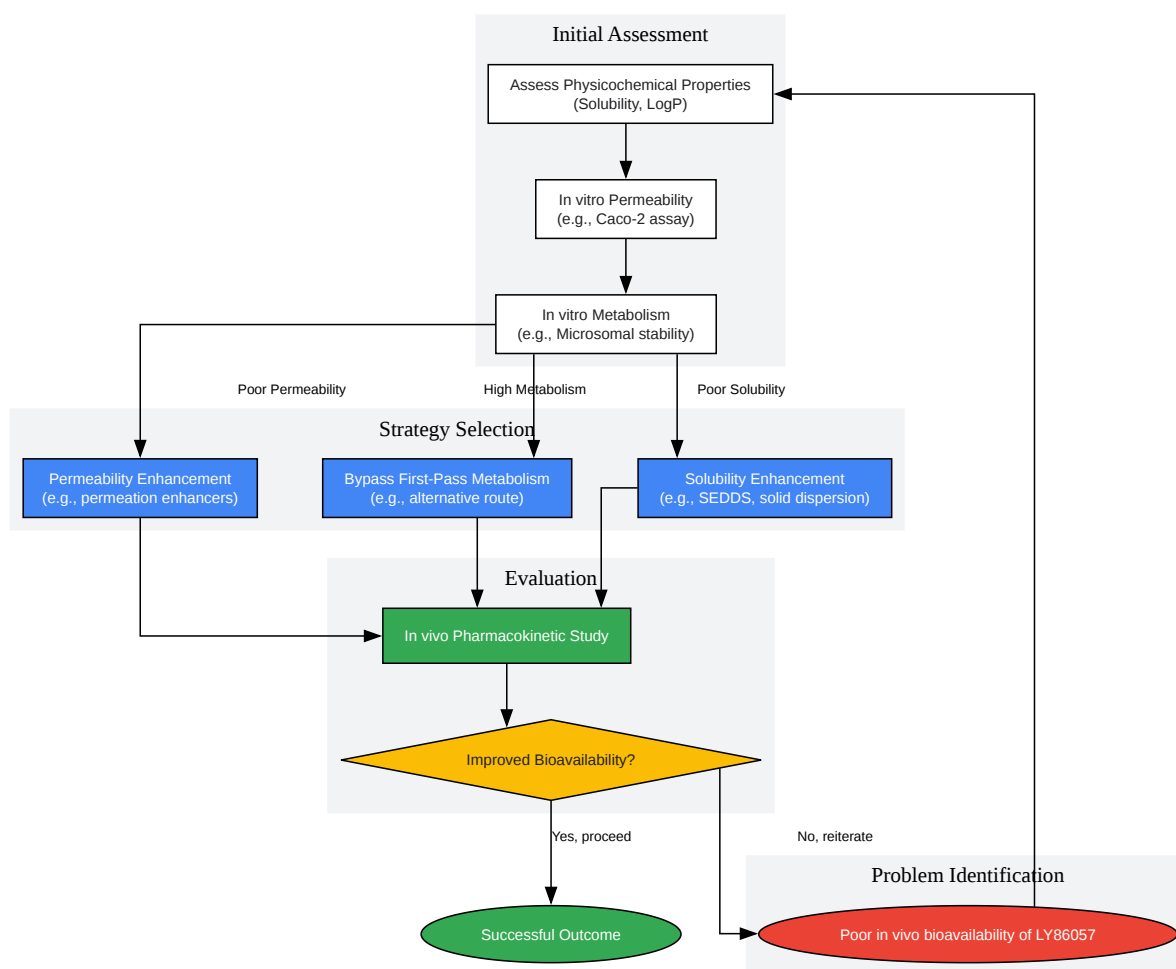 Initial Assessment
Assess Physicochemical Properties
(Solubility, LogP)
In vitro Permeability
(e.g., Caco-2 assay)
In vitro Metabolism
(e.g., Microsomal stability)
Poor Permeability
High Metabolism
Poor Solubility
Strategy Selection
Permeability Enhancement
(e.g., permeation enhancers)
Bypass First-Pass Metabolism
(e.g., alternative route)
Solubility Enhancement
(e.g., SEDDS, solid dispersion)
Evaluation
In vivo Pharmacokinetic Study
Improved Bioavailability?
Yes, proceed
No, reiterate
Problem Identification
Successful Outcome
Poor in vivo bioavailability of LY86057